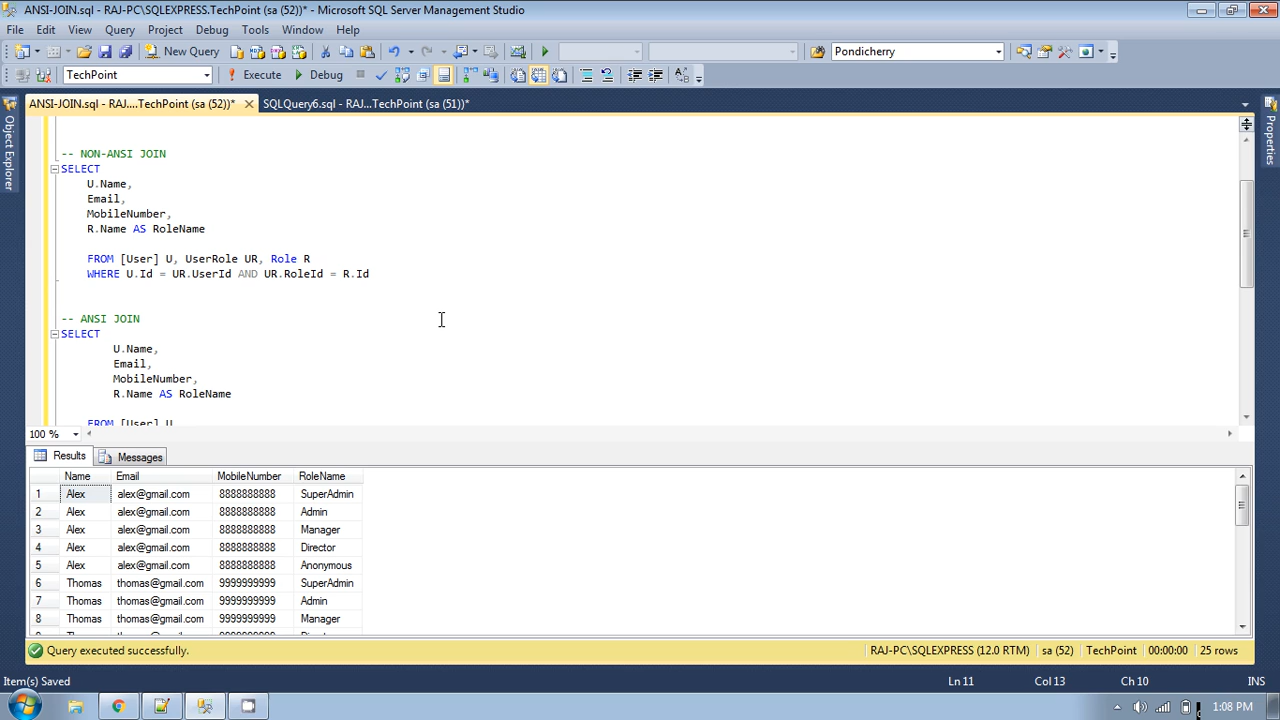 ANSI-JOIN.sql - RAJ-PC\SQLEXPRESS.TechPoint (sa (52))* - Microsoft SQL Server Management Studio
File Edit View Query Project Debug Tools Window Help
New Query Pondicherry
TechPoint Execute Debug
ANSI-JOIN.sql - RAJ....TechPoint (sa (52))* SQLQuery6.sql - RAJ...TechPoint (sa (51))*
Object Explorer
Properties
-- NON-ANSI JOIN
SELECT
U.Name,
Email,
MobileNumber,
R.Name AS RoleName
FROM [User] U, UserRole UR, Role R
WHERE U.Id = UR.UserId AND UR.RoleId = R.Id
-- ANSI JOIN
SELECT
U.Name,
Email,
MobileNumber,
R.Name AS RoleName
FROM [User] U
100 %
Results Messages
Name Email MobileNumber RoleName
1 Alex alex@gmail.com 8888888888 SuperAdmin
2 Alex alex@gmail.com 8888888888 Admin
3 Alex alex@gmail.com 8888888888 Manager
4 Alex alex@gmail.com 8888888888 Director
5 Alex alex@gmail.com 8888888888 Anonymous
6 Thomas thomas@gmail.com 9999999999 SuperAdmin
7 Thomas thomas@gmail.com 9999999999 Admin
8 Thomas thomas@gmail.com 9999999999 Manager
Query executed successfully. RAJ-PC\SQLEXPRESS (12.0 RTM) sa (52) TechPoint 00:00:00 25 rows
Item(s) Saved Ln 11 Col 13 Ch 10 INS
1:08 PM